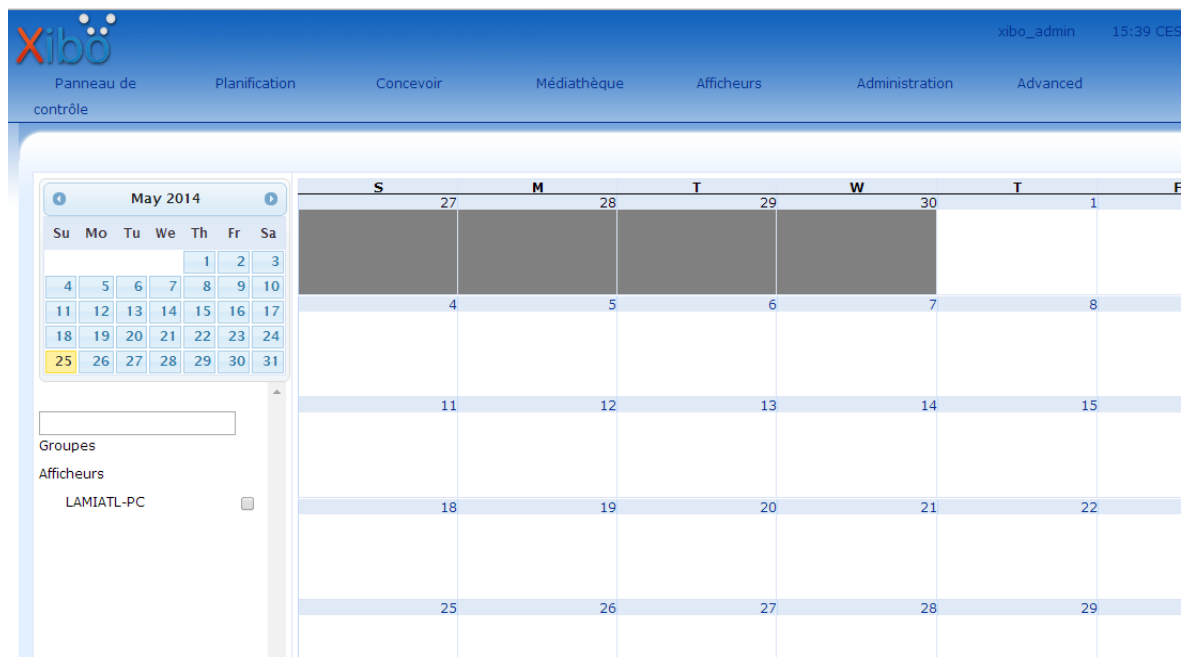 Xibö
xibo_admin 15:39 CES
Panneau de contrôle Planification Concevoir Médiathèque Afficheurs Administration Advanced
May 2014
Su Mo Tu We Th Fr Sa
1 2 3
4 5 6 7 8 9 10
11 12 13 14 15 16 17
18 19 20 21 22 23 24
25 26 27 28 29 30 31
Groupes
Afficheurs
LAMIATL-PC
S M T W T F
27 28 29 30 1
4 5 6 7 8
11 12 13 14 15
18 19 20 21 22
25 26 27 28 29